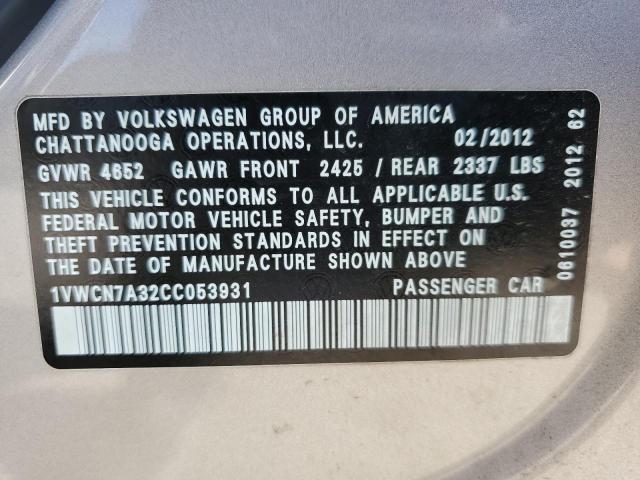 MFD BY VOLKSWAGEN GROUP OF AMERICA
CHATTANOOGA OPERATIONS, LLC. 02/2012
GVWR 4652 GAWR FRONT 2425 / REAR 2337 LBS
THIS VEHICLE CONFORMS TO ALL APPLICABLE U.S.
FEDERAL MOTOR VEHICLE SAFETY, BUMPER AND
THEFT PREVENTION STANDARDS IN EFFECT ON
THE DATE OF MANUFACTURE SHOWN ABOVE
1VWCN7A32CC053931 PASSENGER CAR
0610037 2012 62